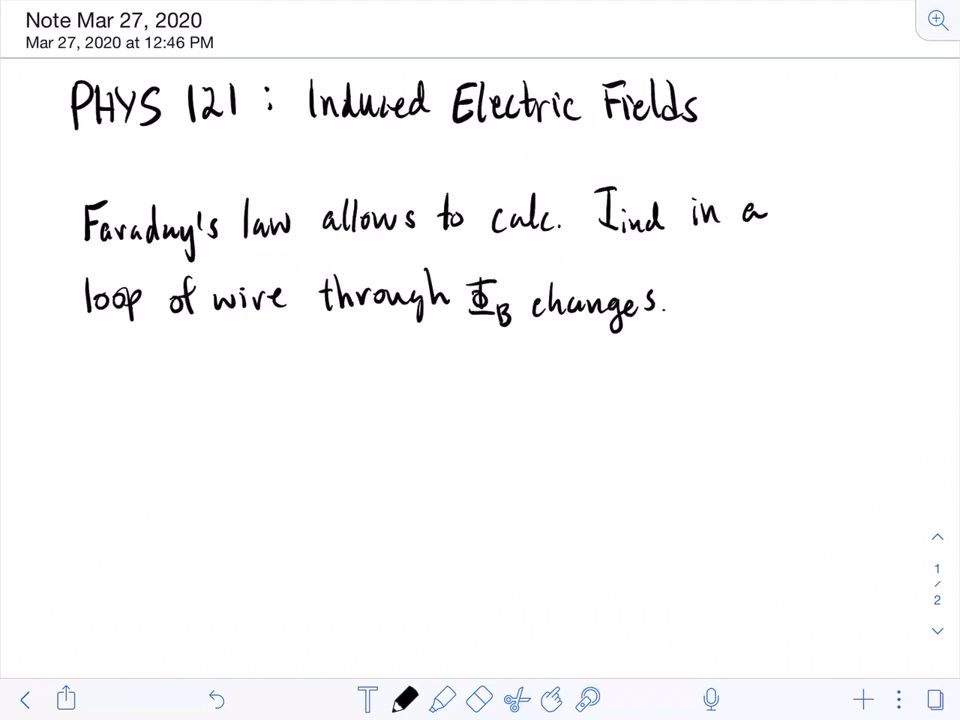 Note Mar 27, 2020
Mar 27, 2020 at 12:46 PM
PHYS 121 : Induced Electric Fields
Faraday's law allows to calc. Iind in a
loop of wire through ΦB changes.
1
/
2
T